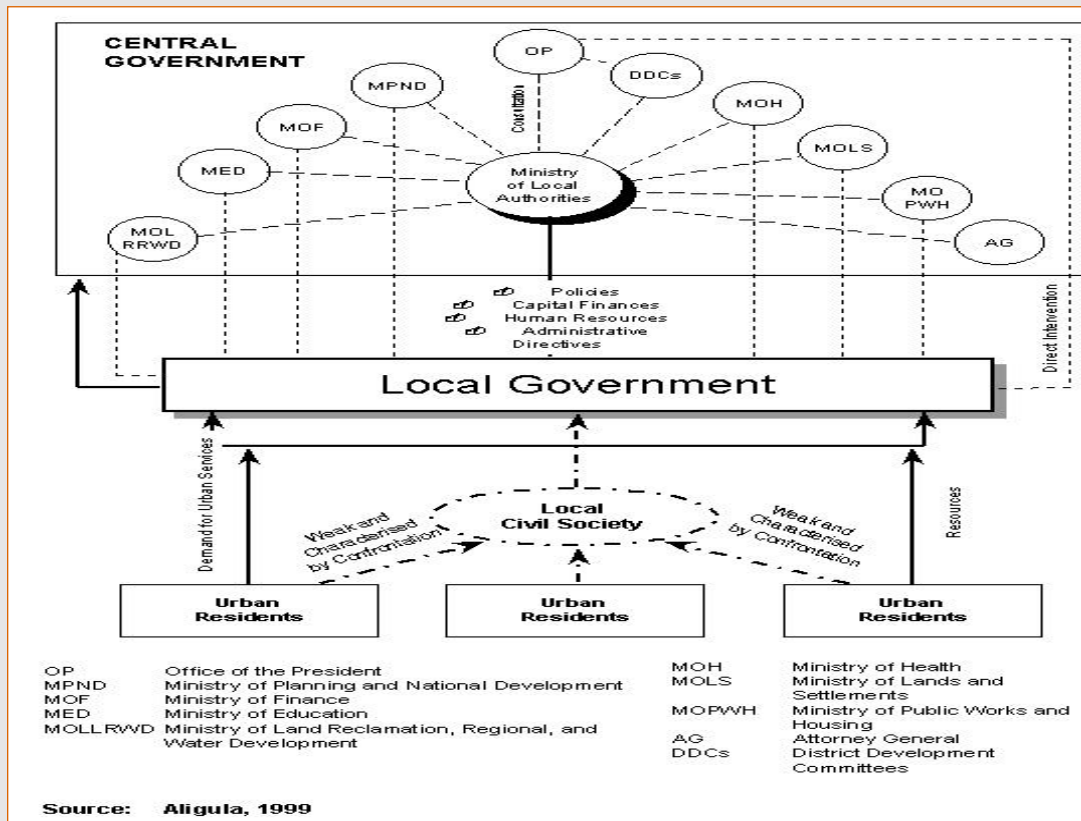 CENTRAL
GOVERNMENT
OP
DDCs
MPND
MOH
MOF
MOLS
MED
MO
PWH
MOL
RRWD
AG
Consultation
Ministry
of Local
Authorities
Policies
Capital Finances
Human Resources
Administrative
Directives
Direct Intervention
Local Government
Demand for Urban Services
Weak and
Characterised
by Confrontation
Local
Civil Society
Weak and
Characterised
by Confrontation
Resources
Urban
Residents
Urban
Residents
Urban
Residents
OP Office of the President
MPND Ministry of Planning and National Development
MOF Ministry of Finance
MED Ministry of Education
MOLLRWD Ministry of Land Reclamation, Regional, and
Water Development
MOH Ministry of Health
MOLS Ministry of Lands and
Settlements
MOPWH Ministry of Public Works and
Housing
AG Attorney General
DDCs District Development
Committees
Source: Aligula, 1999